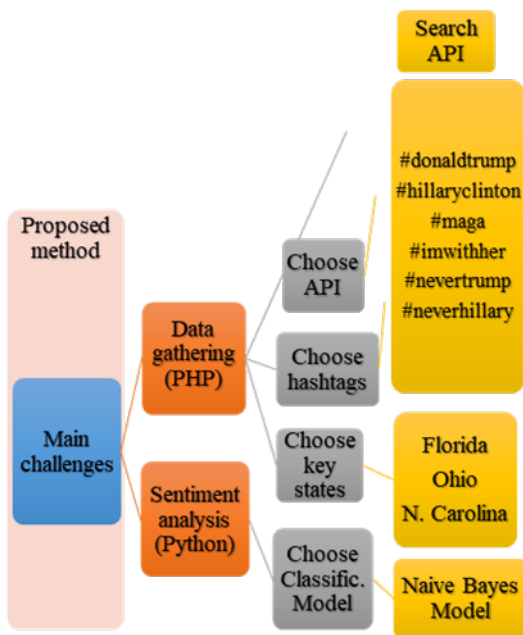 Proposed
method
Main
challenges
Data
gathering
(PHP)
Sentiment
analysis
(Python)
Choose
API
Choose
hashtags
Choose
key
states
Choose
Classific.
Model
Search
API
#donaldtrump
#hillaryclinton
#maga
#imwithher
#nevertrump
#neverhillary
Florida
Ohio
N. Carolina
Naive Bayes
Model